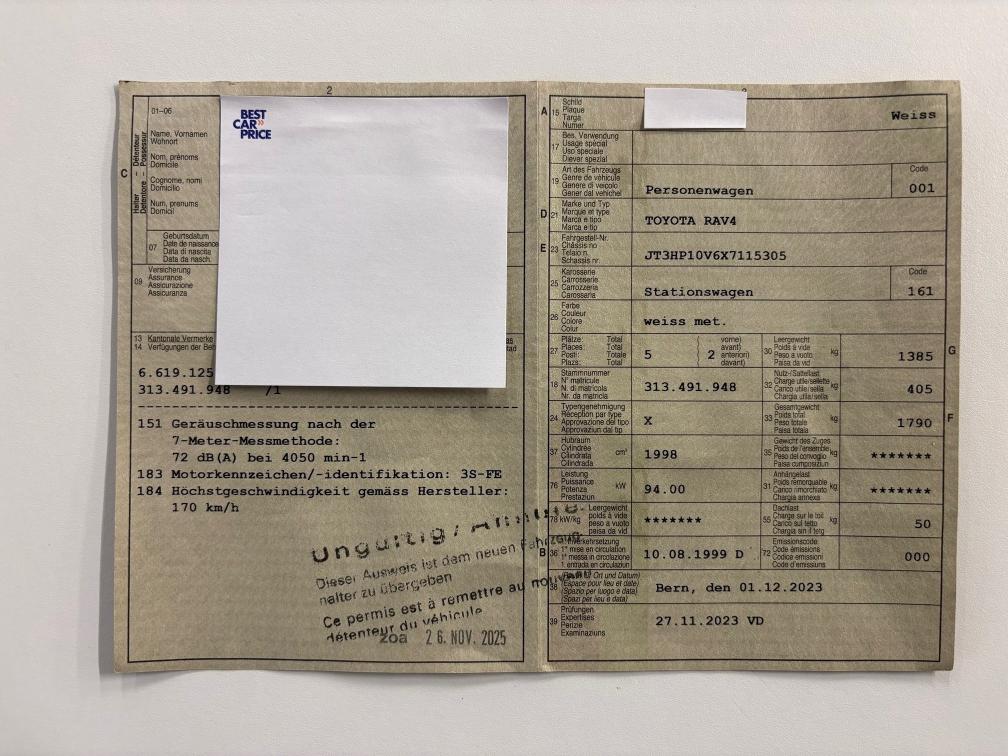 2
01-06
Name, Vornamen
Wohnort
Nom, prénoms
Domicile
Cognome, nomi
Domicilio
Num, prenums
Domicil
C
Halter - Détenteur
Detentore - Possessur
07
Geburtsdatum
Date de naissance
Data di nascita
Data da nasch.
09
Versicherung
Assurance
Assicurazione
Assicuranza
BEST
CAR»
PRICE
13 Kantonale Vermerke
14 Verfügungen der Beh
6.619.125
313.491.948 /1
151 Geräuschmessung nach der
7-Meter-Messmethode:
72 dB(A) bei 4050 min-1
183 Motorkennzeichen/-identifikation: 3S-FE
184 Höchstgeschwindigkeit gemäss Hersteller:
170 km/h
Ungültig /
Dieser Ausweis ist dem neuen Fahrzeug-
halter zu übergeben
Ce permis est à remettre au nouveau
détenteur du véhicule
zoa 26. NOV. 2025
A 15 Schild
Plaque
Targa
Numer
Weiss
17 Bes. Verwendung
Usage spécial
Uso speciale
Diever spezial
19 Art des Fahrzeugs
Genre de véhicule
Genere di veicolo
Gener dal vehichel
Personenwagen
Code
001
D 21 Marke und Typ
Marque et type
Marca e tipo
Marca e tip
TOYOTA RAV4
E 23 Fahrgestell-Nr.
Châssis no
Telaio n.
Schassis nr.
JT3HP10V6X7115305
25 Karosserie
Carrosserie
Carrozzeria
Carossaria
Stationswagen
Code
161
26 Farbe
Couleur
Colore
Colur
weiss met.
27 Plätze: Total
Places: Total
Posti: Totale
Plazs: Total
5
2
vorne)
avant)
anteriori)
davant)
30 Leergewicht
Poids à vide
Peso a vuoto
Paisa da vid
kg
1385
G
18 Stammnummer
N° matricule
N. di matricola
Nr. da matricla
313.491.948
32 Nutz-/Sattellast
Charge utile/sellette
Carico utile/sella
Chargia utila/sella
kg
405
24 Typengenehmigung
Réception par type
Approvazione del tipo
Approvaziun dal tip
X
33 Gesamtgewicht
Poids total
Peso totale
Paisa totala
kg
1790
F
37 Hubraum
Cylindrée
Cilindrata
Cilindrada
cm³
1998
35 Gewicht des Zuges
Poids de l'ensemble
Peso del convoglio
Paisa cumposiziun
kg
*******
76 Leistung
Puissance
Potenza
Prestaziun
kW
94.00
31 Anhängelast
Poids remorquable
Carico rimorchiato
Chargia annexa
kg
*******
78 kW/kg
Leergewicht
poids à vide
peso a vuoto
paisa da vid
*******
55 Dachlast
Charge sur le toit
Carico sul tetto
Chargia sin il tetg
kg
50
B 36
1. Inverkehrsetzung
1re mise en circulation
1a messa in circolazione
1. entrada en circulaziun
10.08.1999 D
72 Emissionscode
Code émissions
Codice emissioni
Code d'emissiuns
000
38
(Raum für Ort und Datum)
(Espace pour lieu et date)
(Spazio per luogo e data)
(Spazi per lieu e data)
Bern, den 01.12.2023
39 Prüfungen
Expertises
Perizie
Examinaziuns
27.11.2023 VD